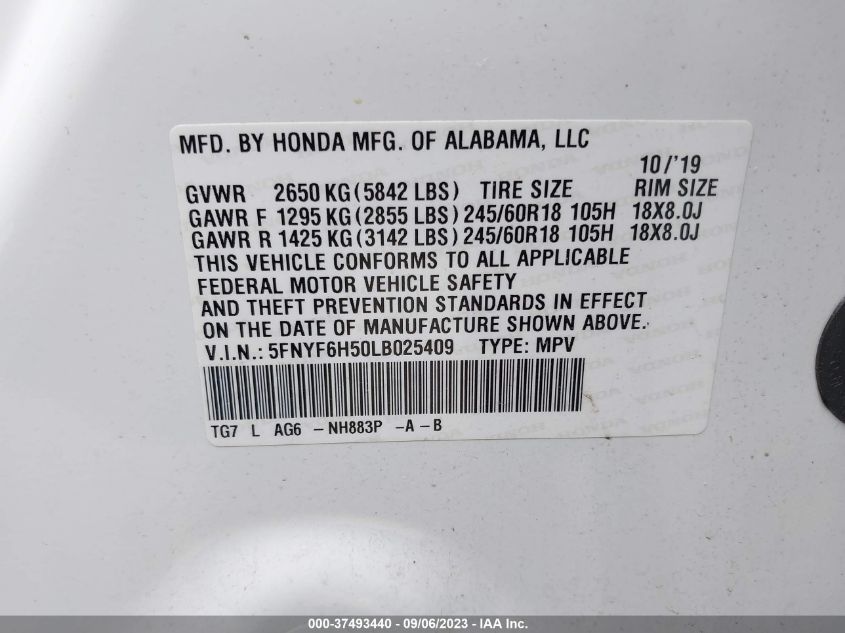 MFD. BY HONDA MFG. OF ALABAMA, LLC
10/'19
GVWR 2650 KG (5842 LBS) TIRE SIZE RIM SIZE
GAWR F 1295 KG (2855 LBS) 245/60R18 105H 18X8.0J
GAWR R 1425 KG (3142 LBS) 245/60R18 105H 18X8.0J
THIS VEHICLE CONFORMS TO ALL APPLICABLE
FEDERAL MOTOR VEHICLE SAFETY
AND THEFT PREVENTION STANDARDS IN EFFECT
ON THE DATE OF MANUFACTURE SHOWN ABOVE.
V.I.N.: 5FNYF6H50LB025409 TYPE: MPV
TG7 L AG6 - NH883P -A - B
000-37493440 - 09/06/2023 - IAAI Vehicle Inc.